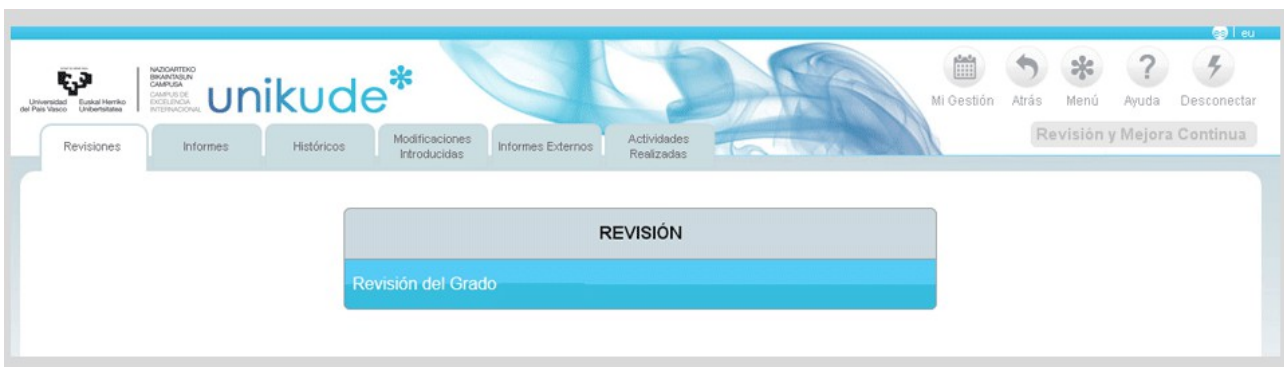 es | eu
Universidad del País Vasco
Euskal Herriko Unibertsitatea
NAZIOARTEKO
BIKAINTASUN
CAMPUSA
CAMPUS DE
EXCELENCIA
INTERNACIONAL
unikude*
Mi Gestión Atrás Menú Ayuda Desconectar
Revisión y Mejora Continua
Revisiones
Informes
Históricos
Modificaciones
Introducidas
Informes Externos
Actividades
Realizadas
REVISIÓN
Revisión del Grado